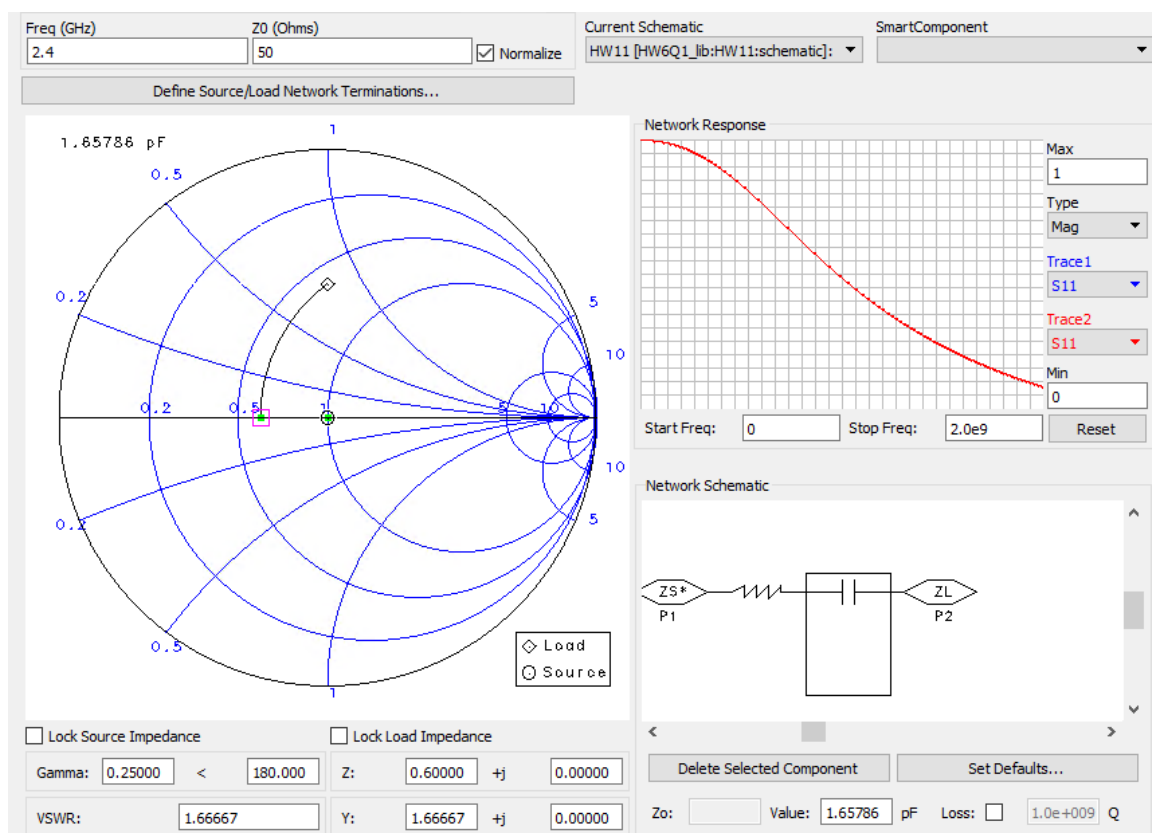 Freq (GHz)
2.4
Z0 (Ohms)
50
Normalize
Current Schematic
HW11 [HW6Q1_lib:HW11:schematic]:
SmartComponent
Define Source/Load Network Terminations...
1.65786 pF
1
0.5
0.2
5
10
0.2
0.5
1
5
10
10
5
0.2
0.5
1
Load
Source
Network Response
Max
1
Type
Mag
Trace1
S11
Trace2
S11
Min
0
Start Freq:
0
Stop Freq:
2.0e9
Reset
Network Schematic
ZS*
P1
ZL
P2
Delete Selected Component
Set Defaults...
Zo:
Value:
1.65786
pF
Loss:
1.0e+009
Q
Lock Source Impedance
Gamma:
0.25000
<
180.000
VSWR:
1.66667
Lock Load Impedance
Z:
0.60000
+j
0.00000
Y:
1.66667
+j
0.00000